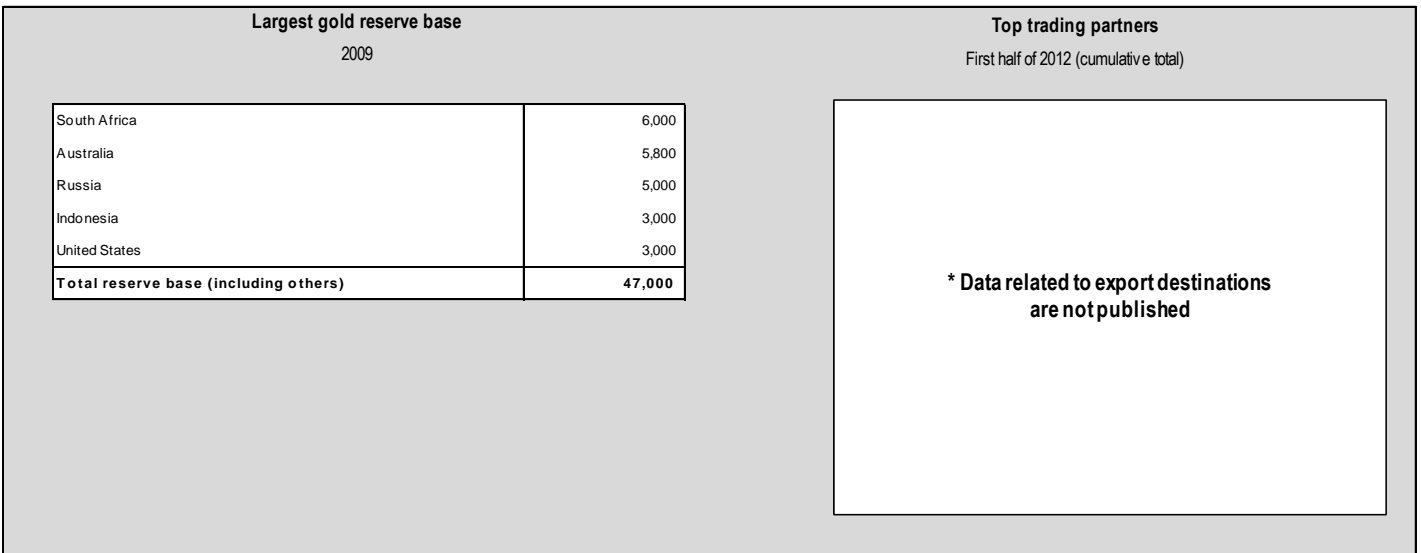 Largest gold reserve base
2009
South Africa 6,000
Australia 5,800
Russia 5,000
Indonesia 3,000
United States 3,000
Total reserve base (including others) 47,000
Top trading partners
First half of 2012 (cumulative total)
* Data related to export destinations
are not published